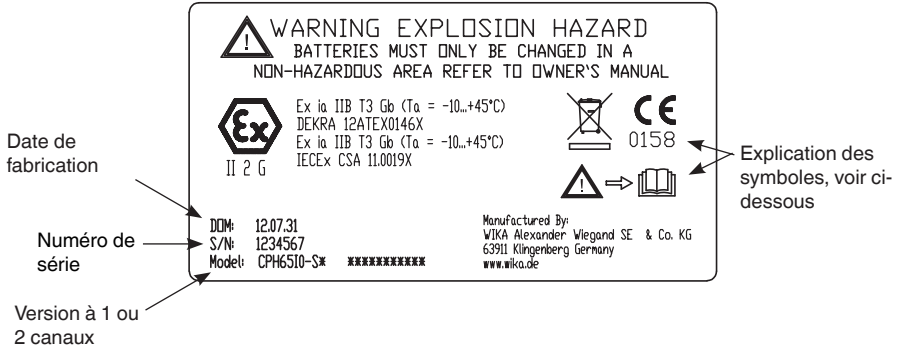 WARNING EXPLOSION HAZARD
BATTERIES MUST ONLY BE CHANGED IN A
NON-HAZARDOUS AREA REFER TO OWNER'S MANUAL
Ex
II 2 G
Ex ia IIB T3 Gb (Ta = -10...+45°C)
DEKRA 12ATEX0146X
Ex ia IIB T3 Gb (Ta = -10...+45°C)
IECEx CSA 11.0019X
CE
0158
Date de
fabrication
Explication des
symboles, voir ci-
dessous
DOM: 12.07.31
S/N: 1234567
Model: CPH65I0-S* ***********
Manufactured By:
WIKA Alexander Wiegand SE & Co. KG
63911 Klingenberg Germany
www.wika.de
Numéro de
série
Version à 1 ou
2 canaux